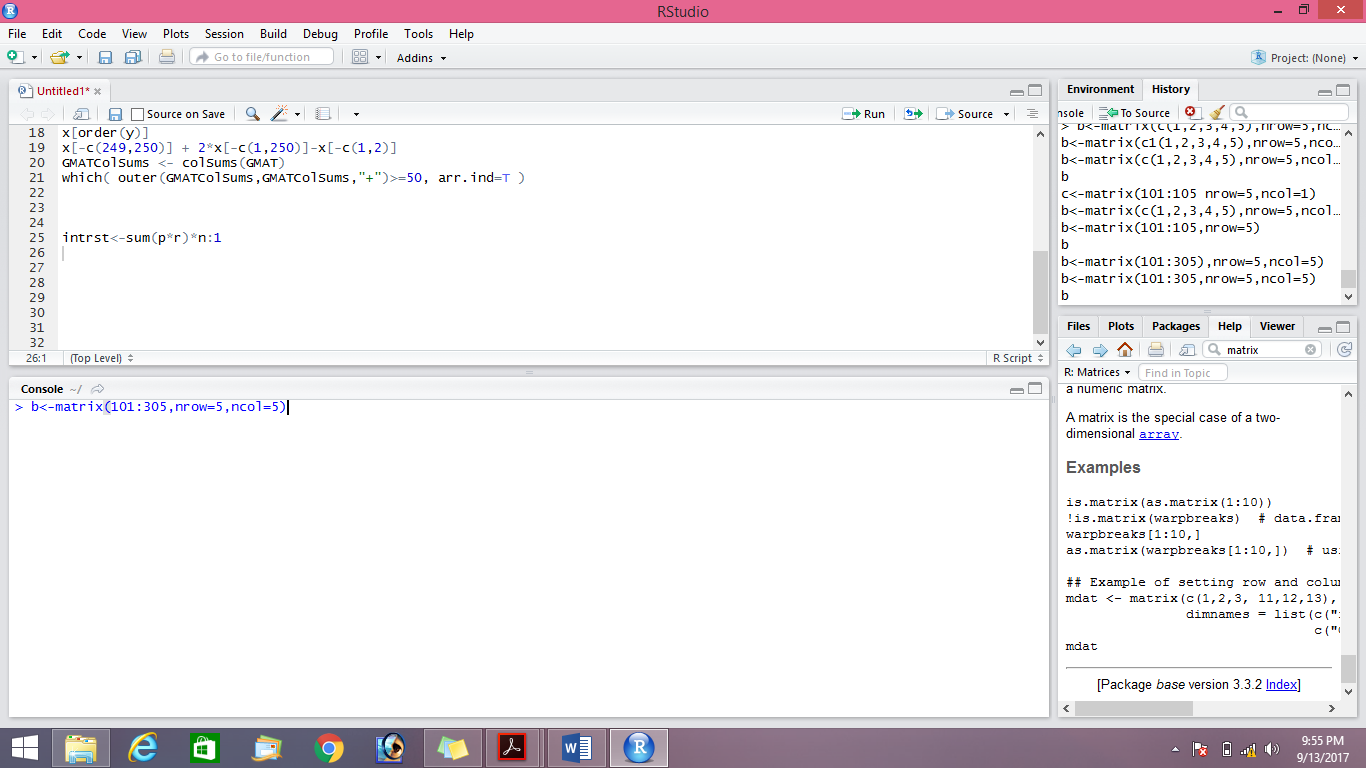 RStudio
File Edit Code View Plots Session Build Debug Profile Tools Help
Go to file/function Addins Project: (None)
Untitled1*
Source on Save Run Source
18 x[order(y)]
19 x[-c(249,250)] + 2*x[-c(1,250)]-x[-c(1,2)]
20 GMATColSums <- colSums(GMAT)
21 which( outer(GMATColSums,GMATColSums,"+")>=50, arr.ind=T )
22
23
24
25 intrst<-sum(p*r)*n:1
26
27
28
29
30
31
32
26:1 (Top Level) R Script
Console ~/
> b<-matrix(101:305,nrow=5,ncol=5)
Environment History
nsole To Source
> b<-matrix(c(1,2,3,4,5),nrow=5,nc…
b<-matrix(c1(1,2,3,4,5),nrow=5,nco…
b<-matrix(c(1,2,3,4,5),nrow=5,ncol…
b
c<-matrix(101:105 nrow=5,ncol=1)
b<-matrix(c(1,2,3,4,5),nrow=5,ncol…
b<-matrix(101:105,nrow=5)
b
b<-matrix(101:305),nrow=5,ncol=5)
b<-matrix(101:305,nrow=5,ncol=5)
b
Files Plots Packages Help Viewer
matrix
R: Matrices Find in Topic
a numeric matrix.
A matrix is the special case of a two-
dimensional array.
Examples
is.matrix(as.matrix(1:10))
!is.matrix(warpbreaks) # data.fra
warpbreaks[1:10,]
as.matrix(warpbreaks[1:10,]) # us
## Example of setting row and colu
mdat <- matrix(c(1,2,3, 11,12,13),
dimnames = list(c("
c("
mdat
[Package base version 3.3.2 Index]
9:55 PM
9/13/2017